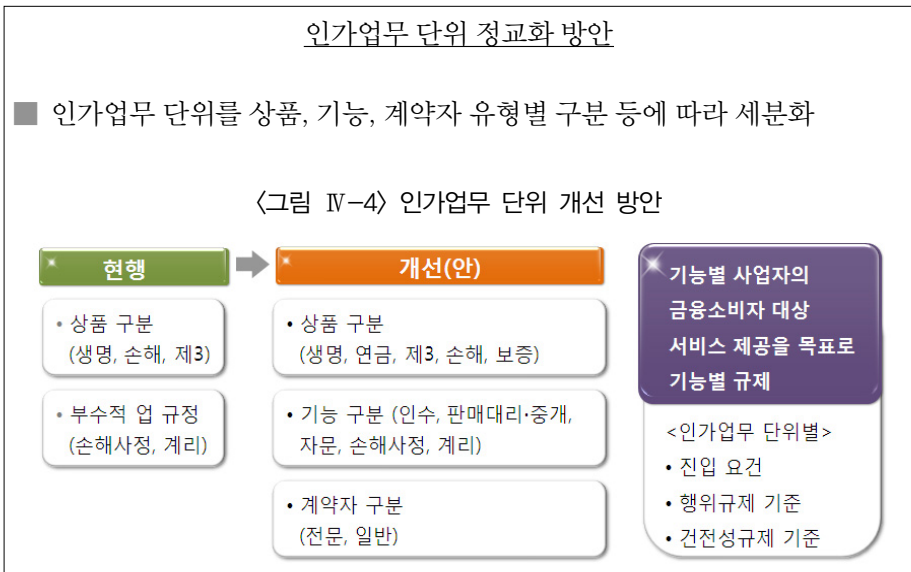 인가업무 단위 정교화 방안
■ 인가업무 단위를 상품, 기능, 계약자 유형별 구분 등에 따라 세분화
〈그림 Ⅳ-4〉 인가업무 단위 개선 방안
현행
• 상품 구분
(생명, 손해, 제3)
• 부수적 업 규정
(손해사정, 계리)
개선(안)
• 상품 구분
(생명, 연금, 제3, 손해, 보증)
• 기능 구분 (인수, 판매대리·중개,
자문, 손해사정, 계리)
• 계약자 구분
(전문, 일반)
기능별 사업자의
금융소비자 대상
서비스 제공을 목표로
기능별 규제
<인가업무 단위별>
• 진입 요건
• 행위규제 기준
• 건전성규제 기준